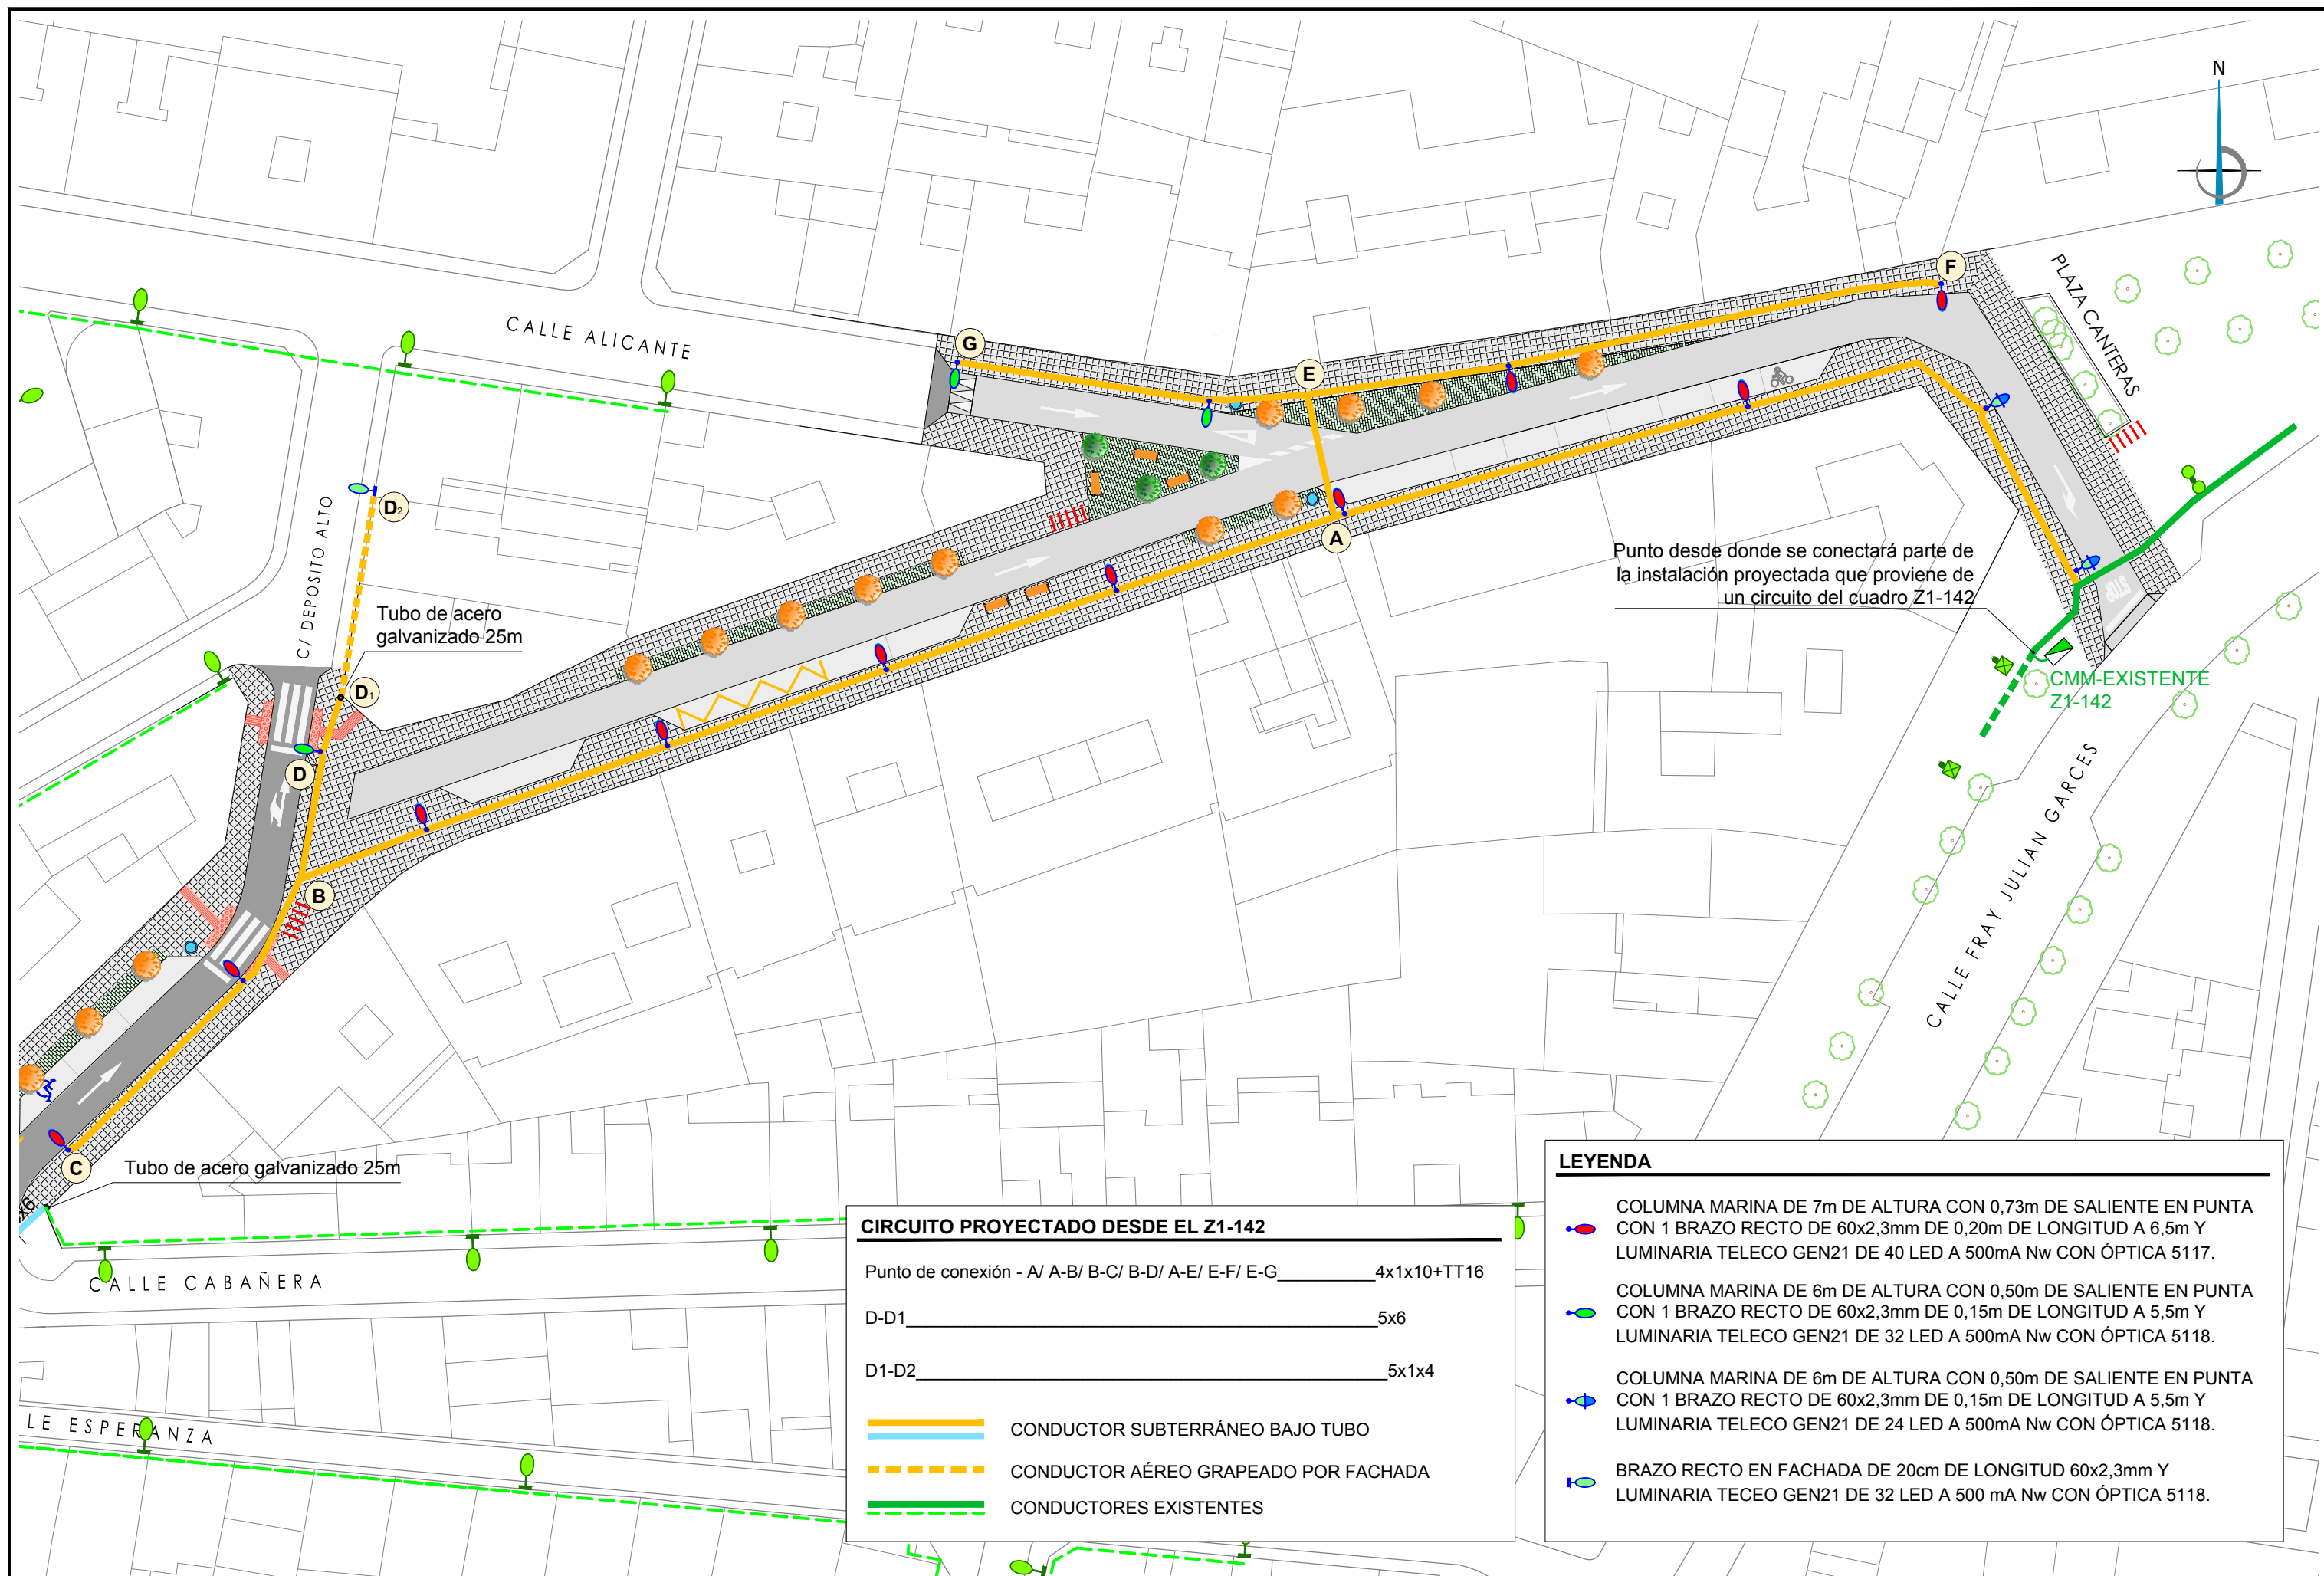 N
PLAZA CANTERAS
F
G
E
CALLE ALICANTE
A
D2
C/ DEPOSITO ALTO
Tubo de acero
galvanizado 25m
D1
Punto desde donde se conectará parte de
la instalación proyectada que proviene de
un circuito del cuadro Z1-142
STOP
CMM-EXISTENTE
Z1-142
D
B
CALLE FRAY JULIAN GARCES
C
Tubo de acero galvanizado 25m
x6
CALLE CABAÑERA
LE ESPERANZA
CIRCUITO PROYECTADO DESDE EL Z1-142
Punto de conexión - A/ A-B/ B-C/ B-D/ A-E/ E-F/ E-G__________4x1x10+TT16
D-D1_________________________________________________5x6
D1-D2_________________________________________________5x1x4
CONDUCTOR SUBTERRÁNEO BAJO TUBO
CONDUCTOR AÉREO GRAPEADO POR FACHADA
CONDUCTORES EXISTENTES
LEYENDA
COLUMNA MARINA DE 7m DE ALTURA CON 0,73m DE SALIENTE EN PUNTA
CON 1 BRAZO RECTO DE 60x2,3mm DE 0,20m DE LONGITUD A 6,5m Y
LUMINARIA TELECO GEN21 DE 40 LED A 500mA Nw CON ÓPTICA 5117.
COLUMNA MARINA DE 6m DE ALTURA CON 0,50m DE SALIENTE EN PUNTA
CON 1 BRAZO RECTO DE 60x2,3mm DE 0,15m DE LONGITUD A 5,5m Y
LUMINARIA TELECO GEN21 DE 32 LED A 500mA Nw CON ÓPTICA 5118.
COLUMNA MARINA DE 6m DE ALTURA CON 0,50m DE SALIENTE EN PUNTA
CON 1 BRAZO RECTO DE 60x2,3mm DE 0,15m DE LONGITUD A 5,5m Y
LUMINARIA TELECO GEN21 DE 24 LED A 500mA Nw CON ÓPTICA 5118.
BRAZO RECTO EN FACHADA DE 20cm DE LONGITUD 60x2,3mm Y
LUMINARIA TECEO GEN21 DE 32 LED A 500 mA Nw CON ÓPTICA 5118.